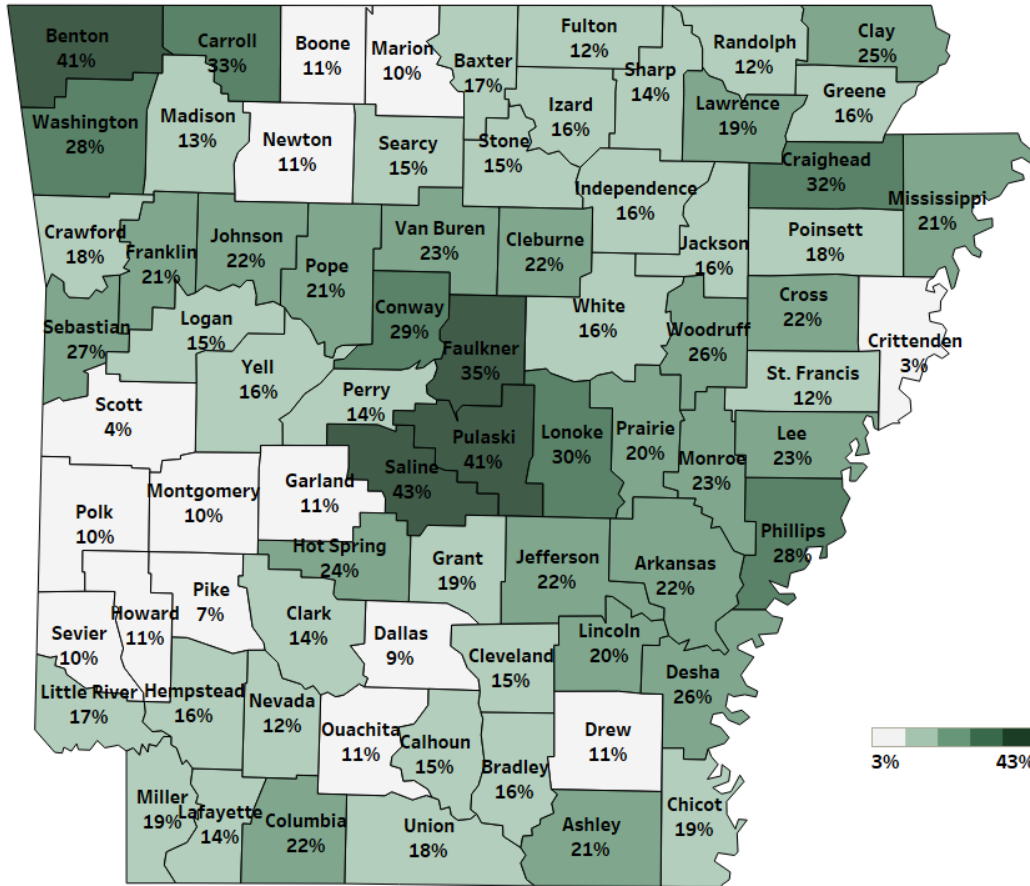 Benton
41%
Carroll
33%
Boone
11%
Marion
10%
Baxter
17%
Fulton
12%
Sharp
14%
Randolph
12%
Clay
25%
Washington
28%
Madison
13%
Newton
11%
Searcy
15%
Stone
15%
Izard
16%
Lawrence
19%
Greene
16%
Independence
16%
Craighead
32%
Mississippi
21%
Crawford
18%
Franklin
21%
Johnson
22%
Pope
21%
Van Buren
23%
Cleburne
22%
Jackson
16%
Poinsett
18%
Sebastian
27%
Logan
15%
Conway
29%
Faulkner
35%
White
16%
Woodruff
26%
Cross
22%
Crittenden
3%
Scott
4%
Yell
16%
Perry
14%
St. Francis
12%
Saline
43%
Pulaski
41%
Lonoke
30%
Prairie
20%
Monroe
23%
Lee
23%
Polk
10%
Montgomery
10%
Garland
11%
Phillips
28%
Hot Spring
24%
Grant
19%
Jefferson
22%
Arkansas
22%
Sevier
10%
Howard
11%
Pike
7%
Clark
14%
Dallas
9%
Cleveland
15%
Lincoln
20%
Desha
26%
Little River
17%
Hempstead
16%
Nevada
12%
Ouachita
11%
Calhoun
15%
Bradley
16%
Drew
11%
Miller
19%
Lafayette
14%
Columbia
22%
Union
18%
Ashley
21%
Chicot
19%
3% 43%